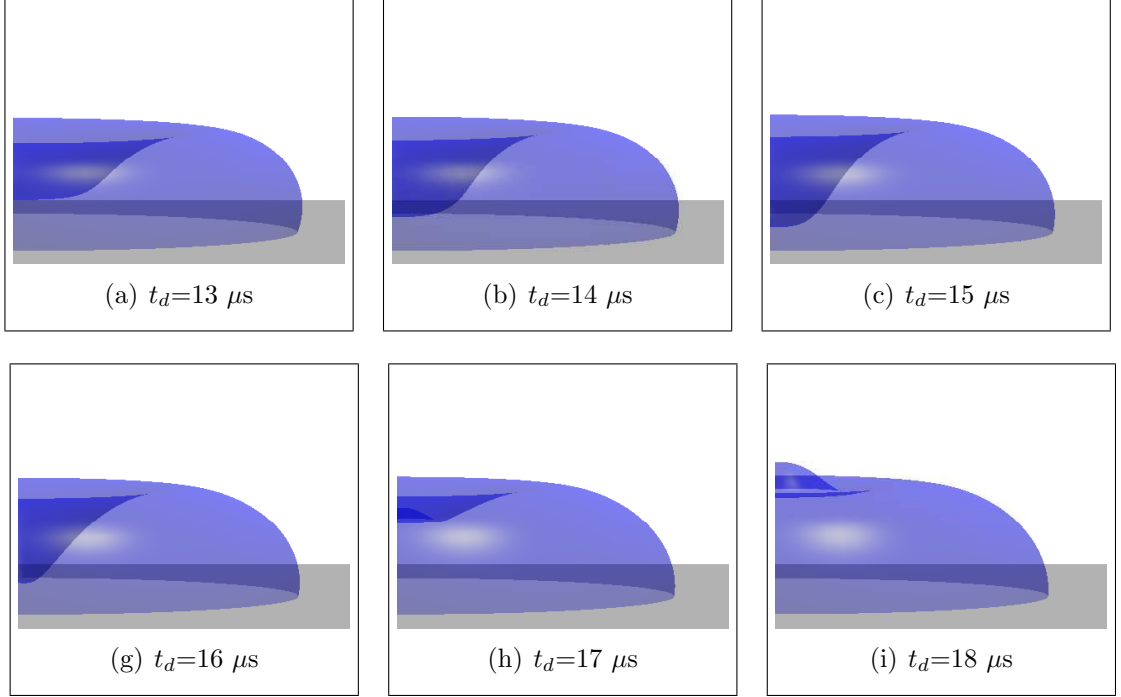 (a) t_d=13 μs
(b) t_d=14 μs
(c) t_d=15 μs
(g) t_d=16 μs
(h) t_d=17 μs
(i) t_d=18 μs